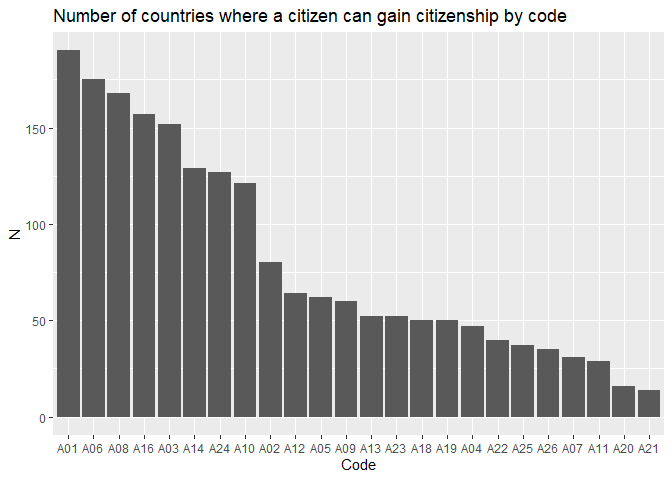 Number of countries where a citizen can gain citizenship by code
150
100
50
0
N
A01 A06 A08 A16 A03 A14 A24 A10 A02 A12 A05 A09 A13 A23 A18 A19 A04 A22 A25 A26 A07 A11 A20 A21
Code